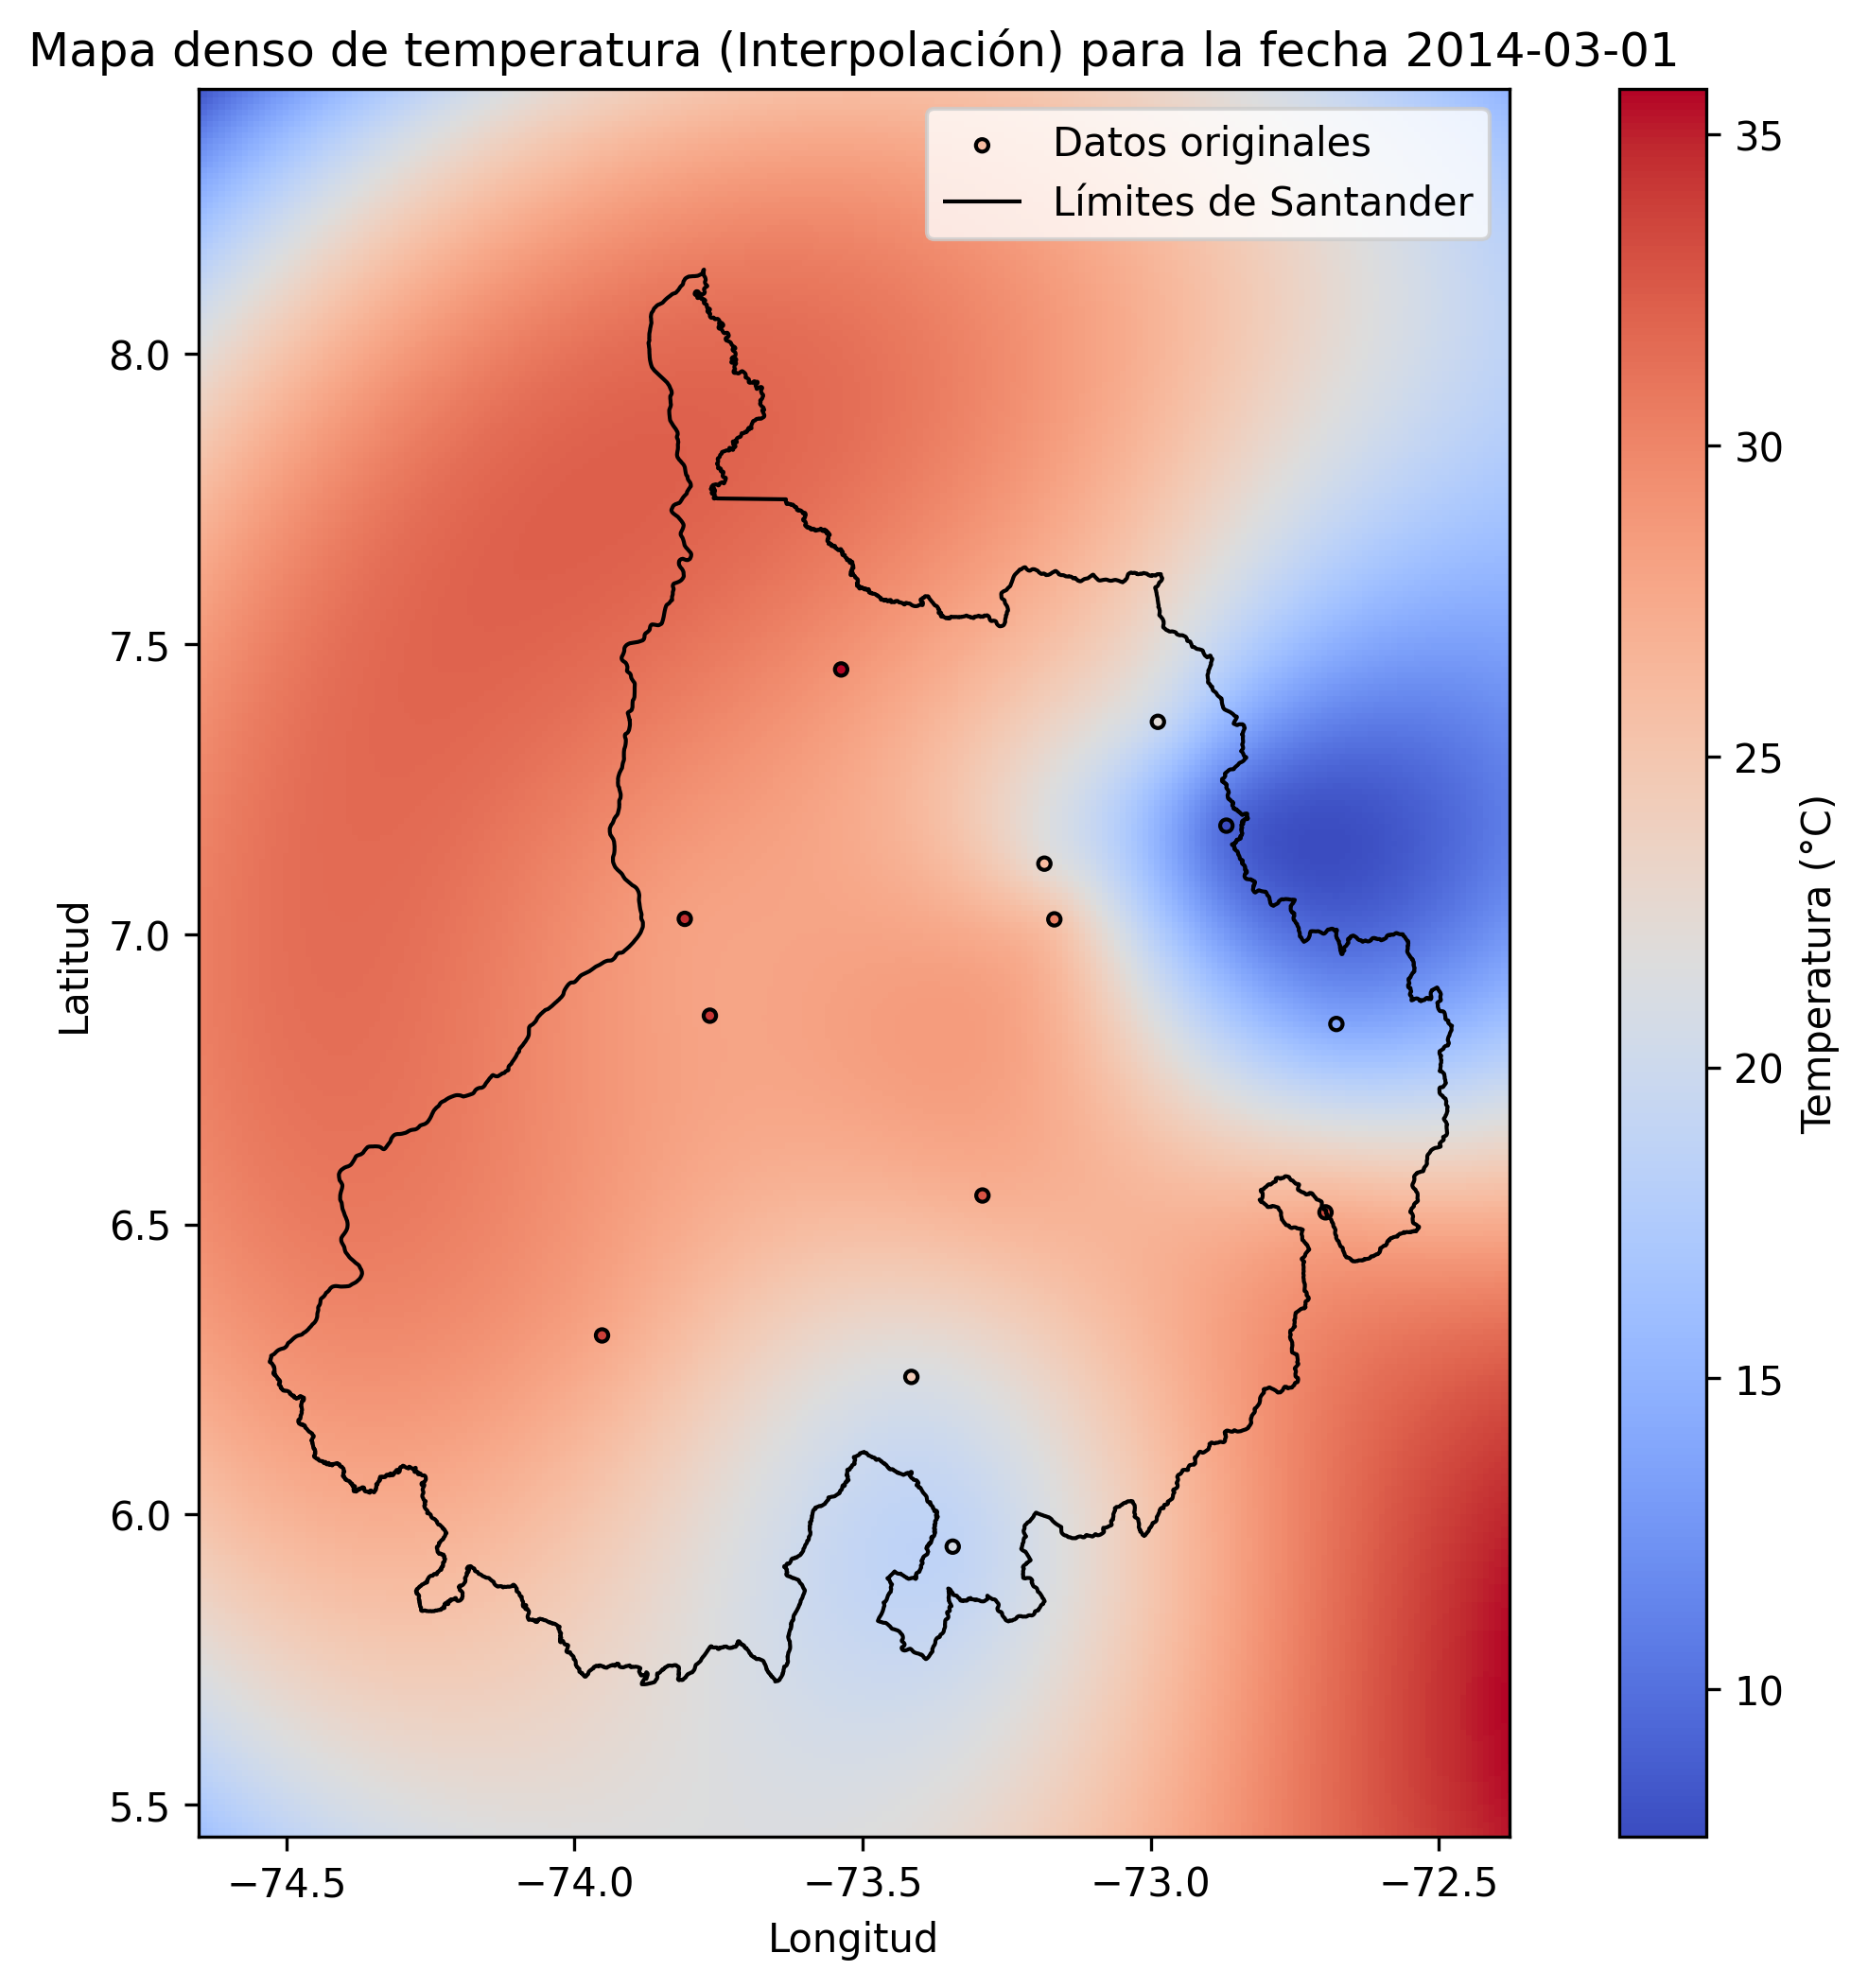 Mapa denso de temperatura (Interpolación) para la fecha 2014-03-01
Datos originales
Límites de Santander
8.0
7.5
7.0
6.5
6.0
5.5
Latitud
−74.5
−74.0
−73.5
−73.0
−72.5
Longitud
35
30
25
20
15
10
Temperatura (°C)